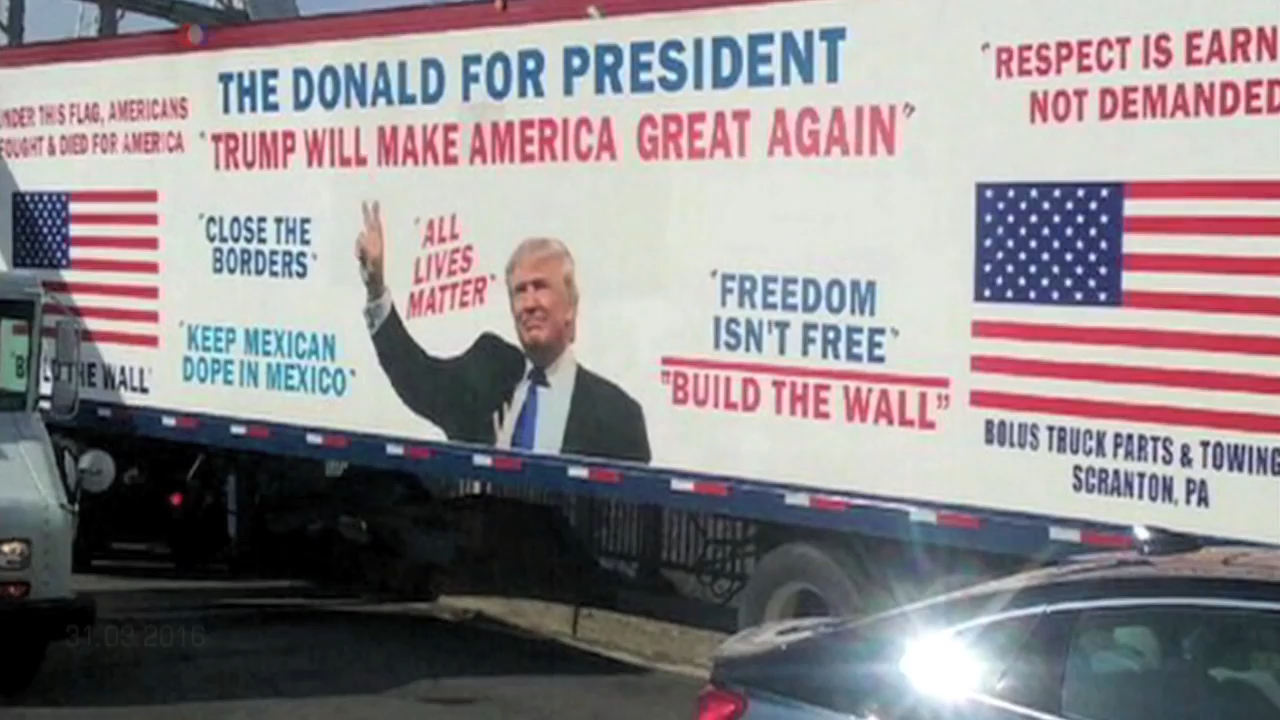 THE DONALD FOR PRESIDENT
"TRUMP WILL MAKE AMERICA GREAT AGAIN"
UNDER THIS FLAG, AMERICANS
FOUGHT & DIED FOR AMERICA
"CLOSE THE
BORDERS"
"ALL
LIVES
MATTER"
"KEEP MEXICAN
DOPE IN MEXICO"
THE WALL"
"FREEDOM
ISN'T FREE"
"BUILD THE WALL"
"RESPECT IS EARN
NOT DEMANDED
BOLUS TRUCK PARTS & TOWING
SCRANTON, PA
31.03.2016